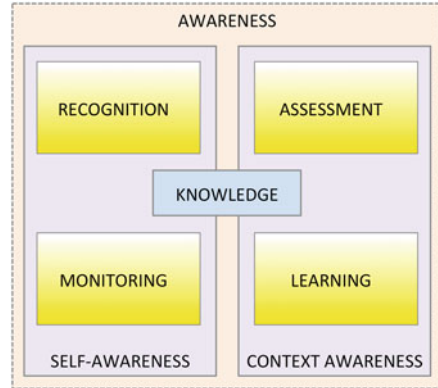 AWARENESS
RECOGNITION
ASSESSMENT
KNOWLEDGE
MONITORING
LEARNING
SELF-AWARENESS
CONTEXT AWARENESS